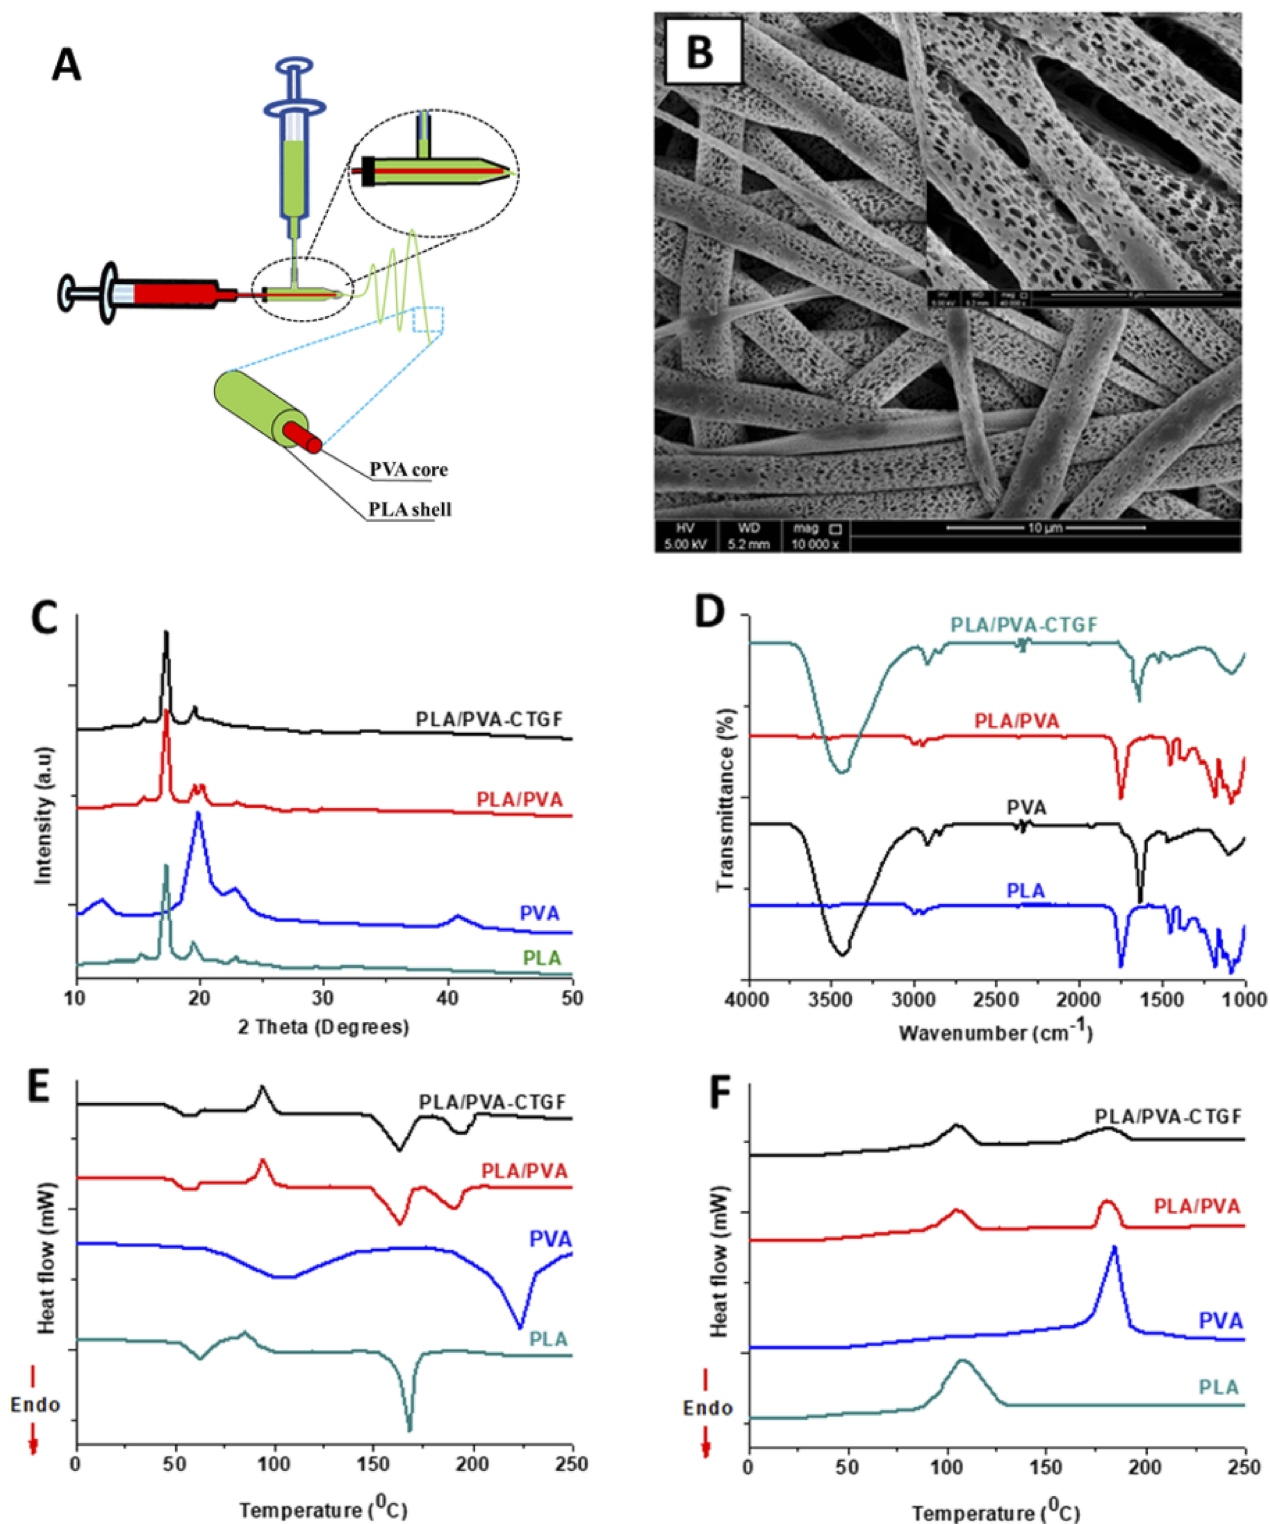 A
PVA core
PLA shell
B
HV WD mag
5.00 kV 5.2 mm 10 000 x
10 µm
C
PLA/PVA-CTGF
PLA/PVA
PVA
PLA
Intensity (a.u)
10 20 30 40 50
2 Theta (Degrees)
D
PLA/PVA-CTGF
PLA/PVA
PVA
PLA
Transmittance (%)
4000 3500 3000 2500 2000 1500 1000
Wavenumber (cm-1)
E
PLA/PVA-CTGF
PLA/PVA
PVA
PLA
Heat flow (mW)
Endo
0 50 100 150 200 250
Temperature (0C)
F
PLA/PVA-CTGF
PLA/PVA
PVA
PLA
Heat flow (mW)
Endo
0 50 100 150 200 250
Temperature (0C)